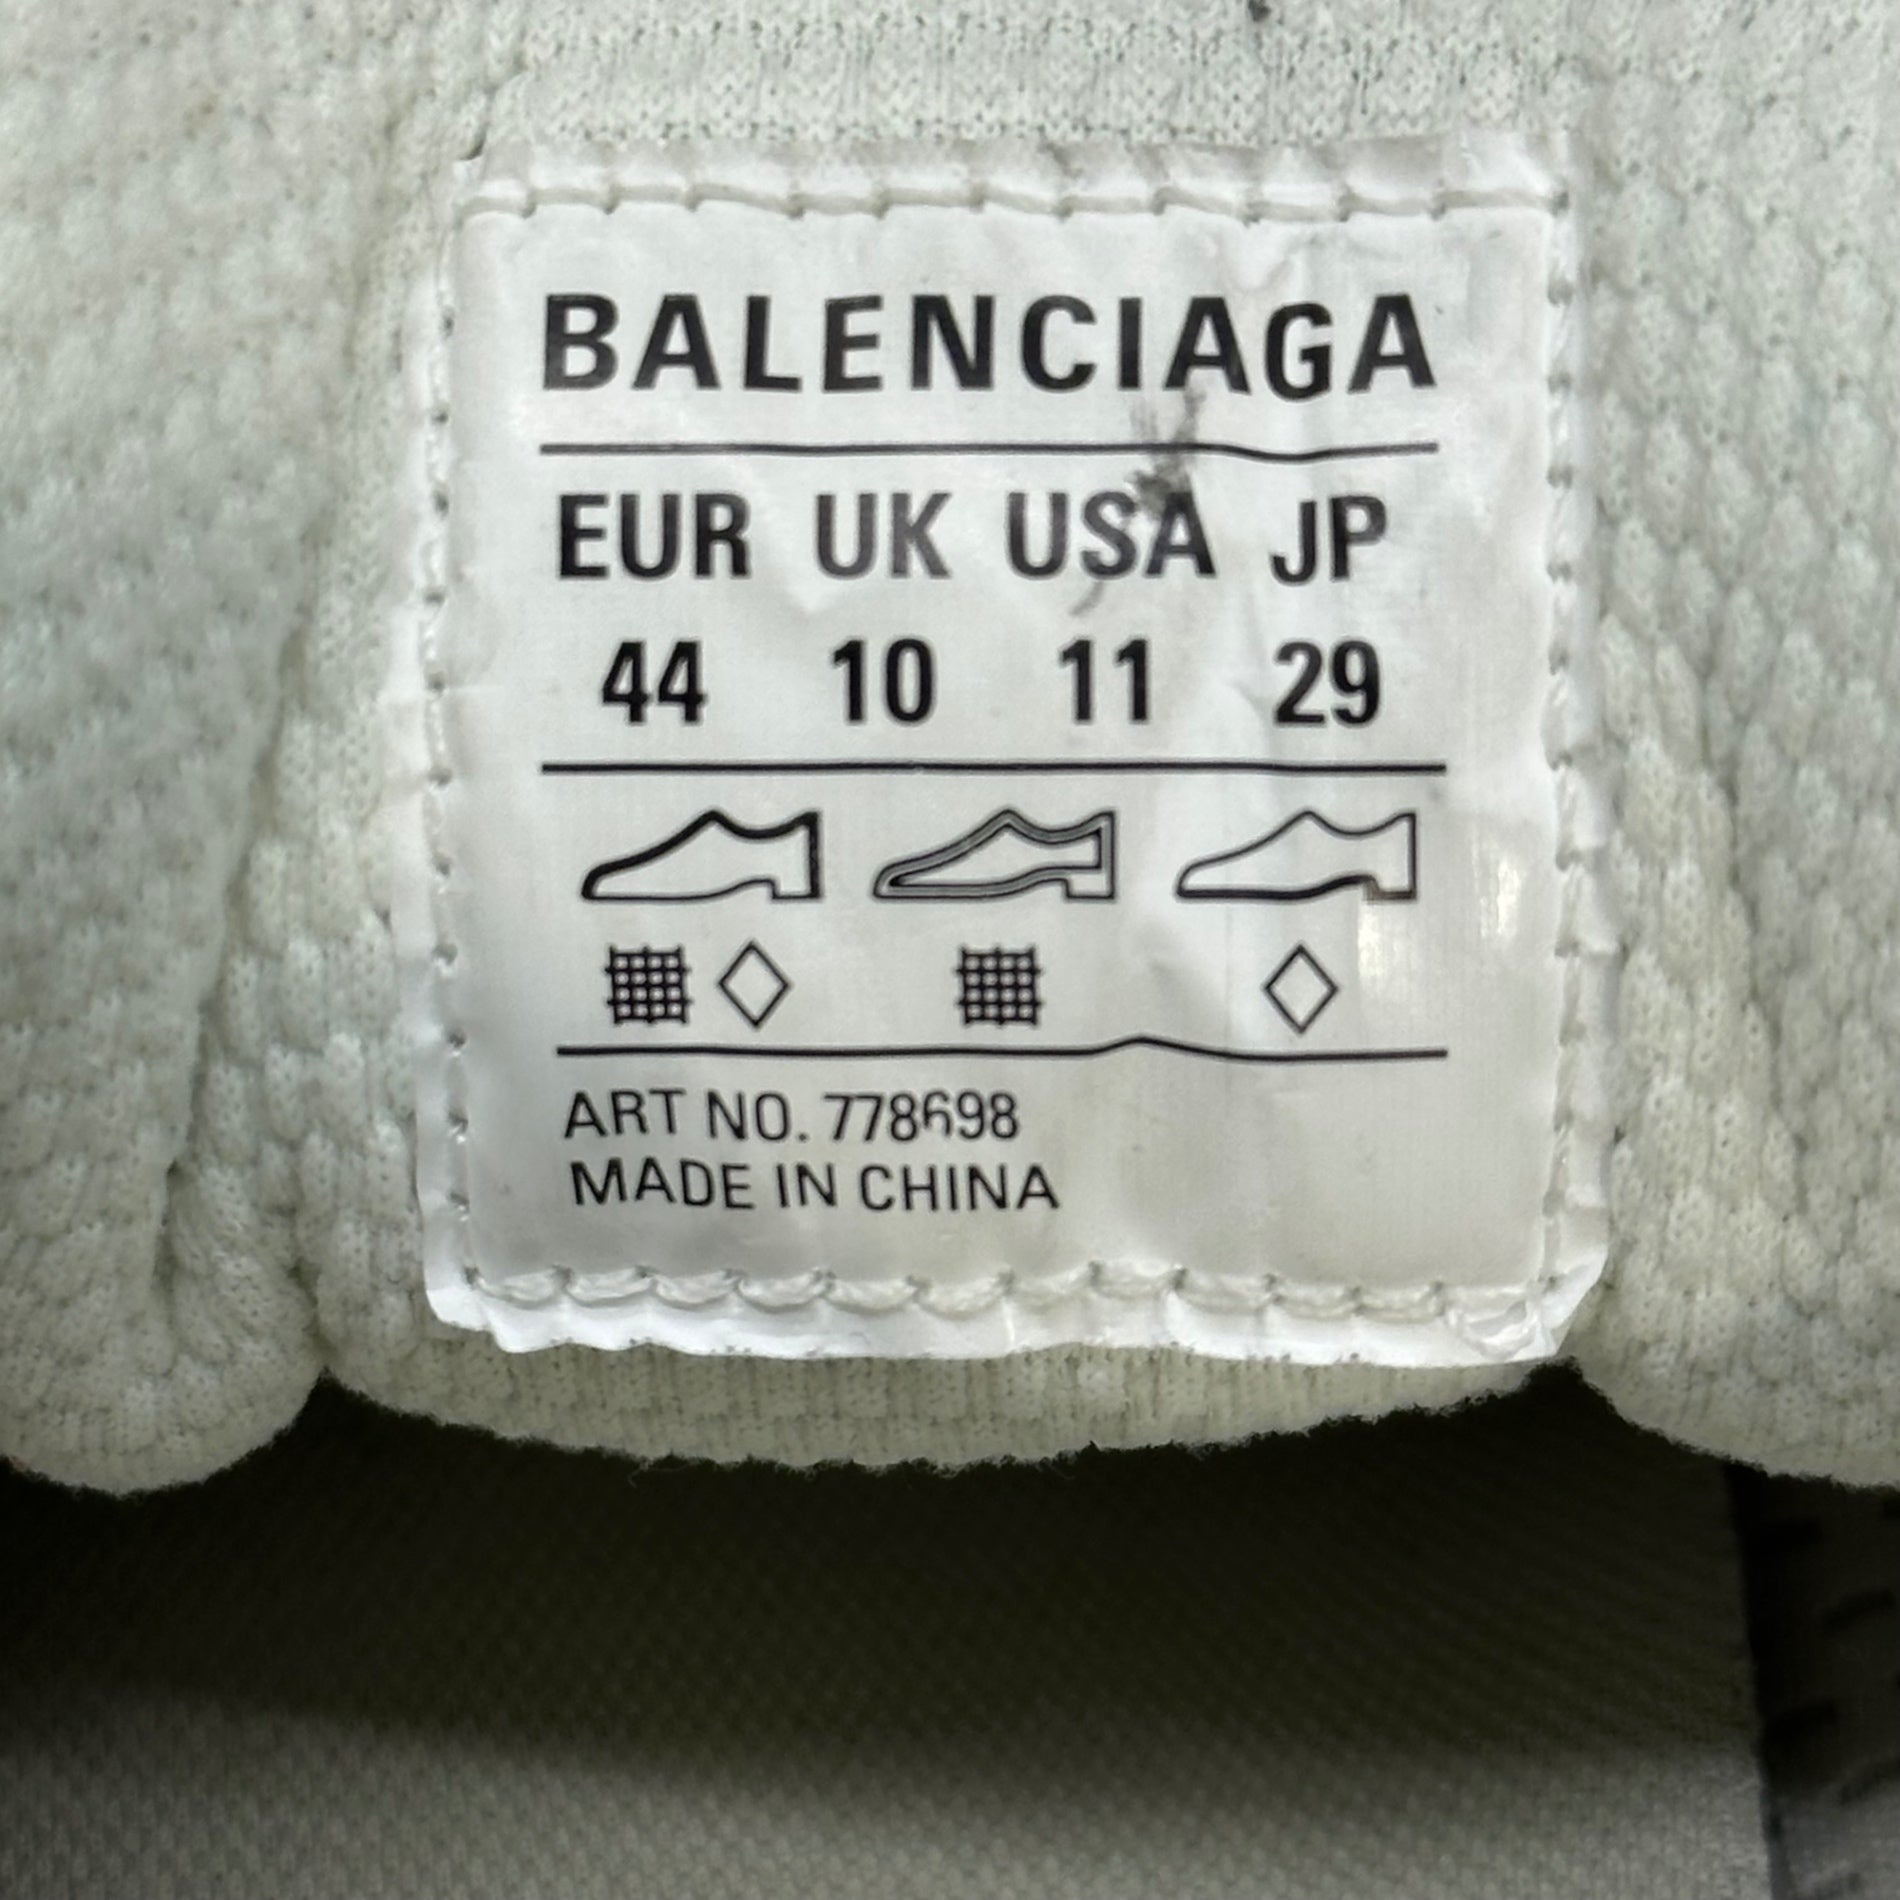 BALENCIAGA
EUR UK USA JP
44 10 11 29
ART NO. 778698
MADE IN CHINA